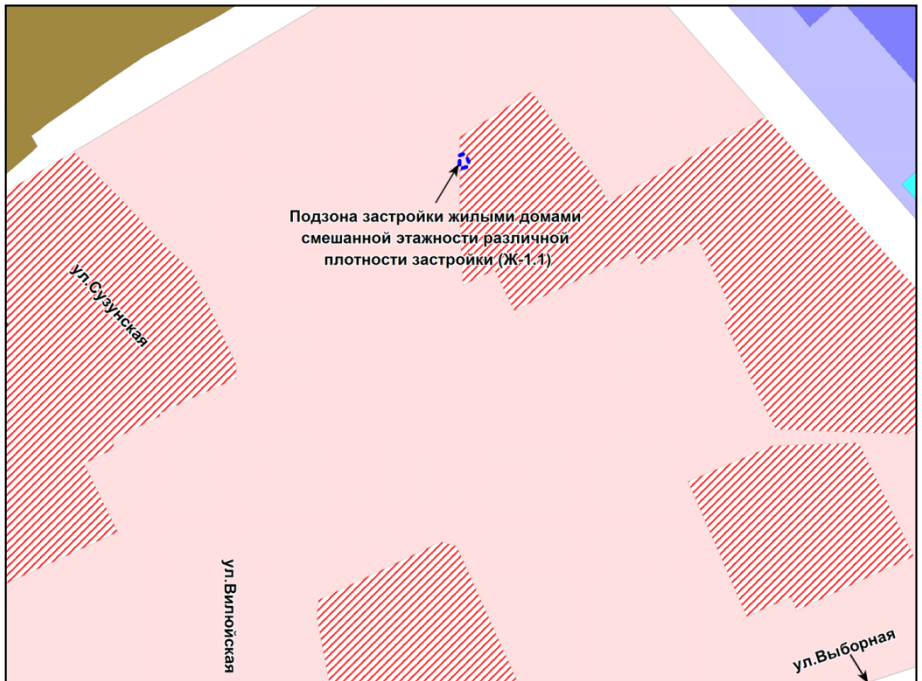 Подзона застройки жилыми домами
смешанной этажности различной
плотности застройки (Ж-1.1)
ул.Сузунская
ул.Вилюйская
ул.Выборная